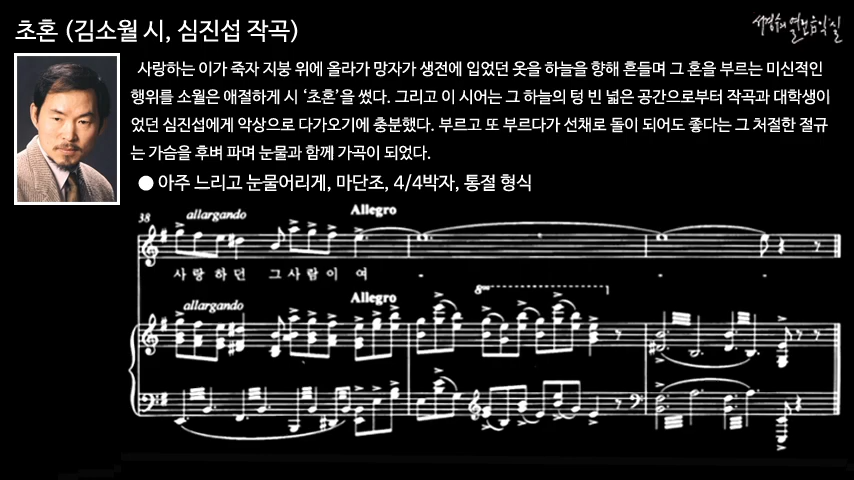 초혼 (김소월 시, 심진섭 작곡)
서영수의 열린음악실
사랑하는 이가 죽자 지붕 위에 올라가 망자가 생전에 입었던 옷을 하늘을 향해 흔들며 그 혼을 부르는 미신적인
행위를 소월은 애절하게 시 ‘초혼’을 썼다. 그리고 이 시어는 그 하늘의 텅 빈 넓은 공간으로부터 작곡과 대학생이
었던 심진섭에게 악상으로 다가오기에 충분했다. 부르고 또 부르다가 선채로 돌이 되어도 좋다는 그 처절한 절규
는 가슴을 후벼 파며 눈물과 함께 가곡이 되었다.
● 아주 느리고 눈물어리게, 마단조, 4/4박자, 통절 형식
38 allargando Allegro
사 랑 하 던 그 사 람 이 여 - - -
allargando Allegro 8va